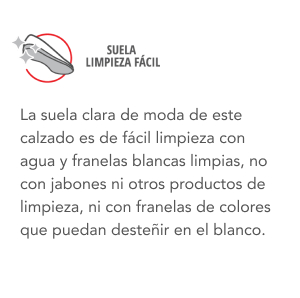 SUELA
LIMPIEZA FÁCIL
La suela clara de moda de este
calzado es de fácil limpieza con
agua y franelas blancas limpias, no
con jabones ni otros productos de
limpieza, ni con franelas de colores
que puedan desteñir en el blanco.